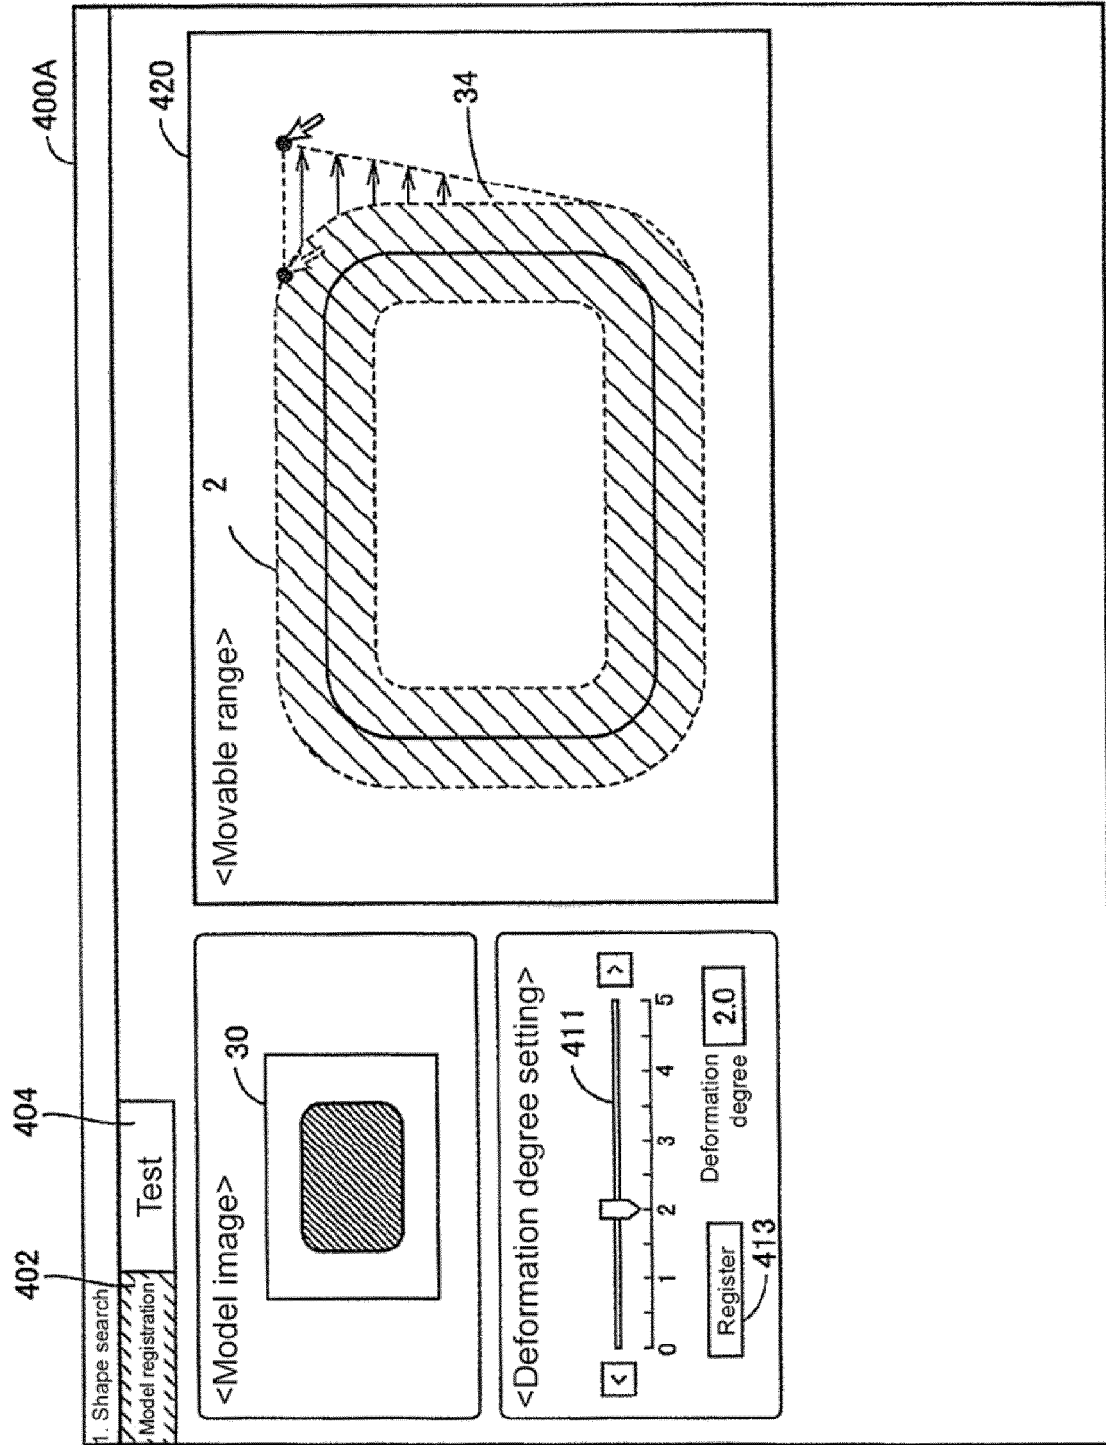 400A
1. Shape search
402
404
Model registration
Test
420
<Model image>
30
<Movable range>
2
34
<Deformation degree setting>
411
< >
0 1 2 3 4 5
Register
413
Deformation
degree
2.0